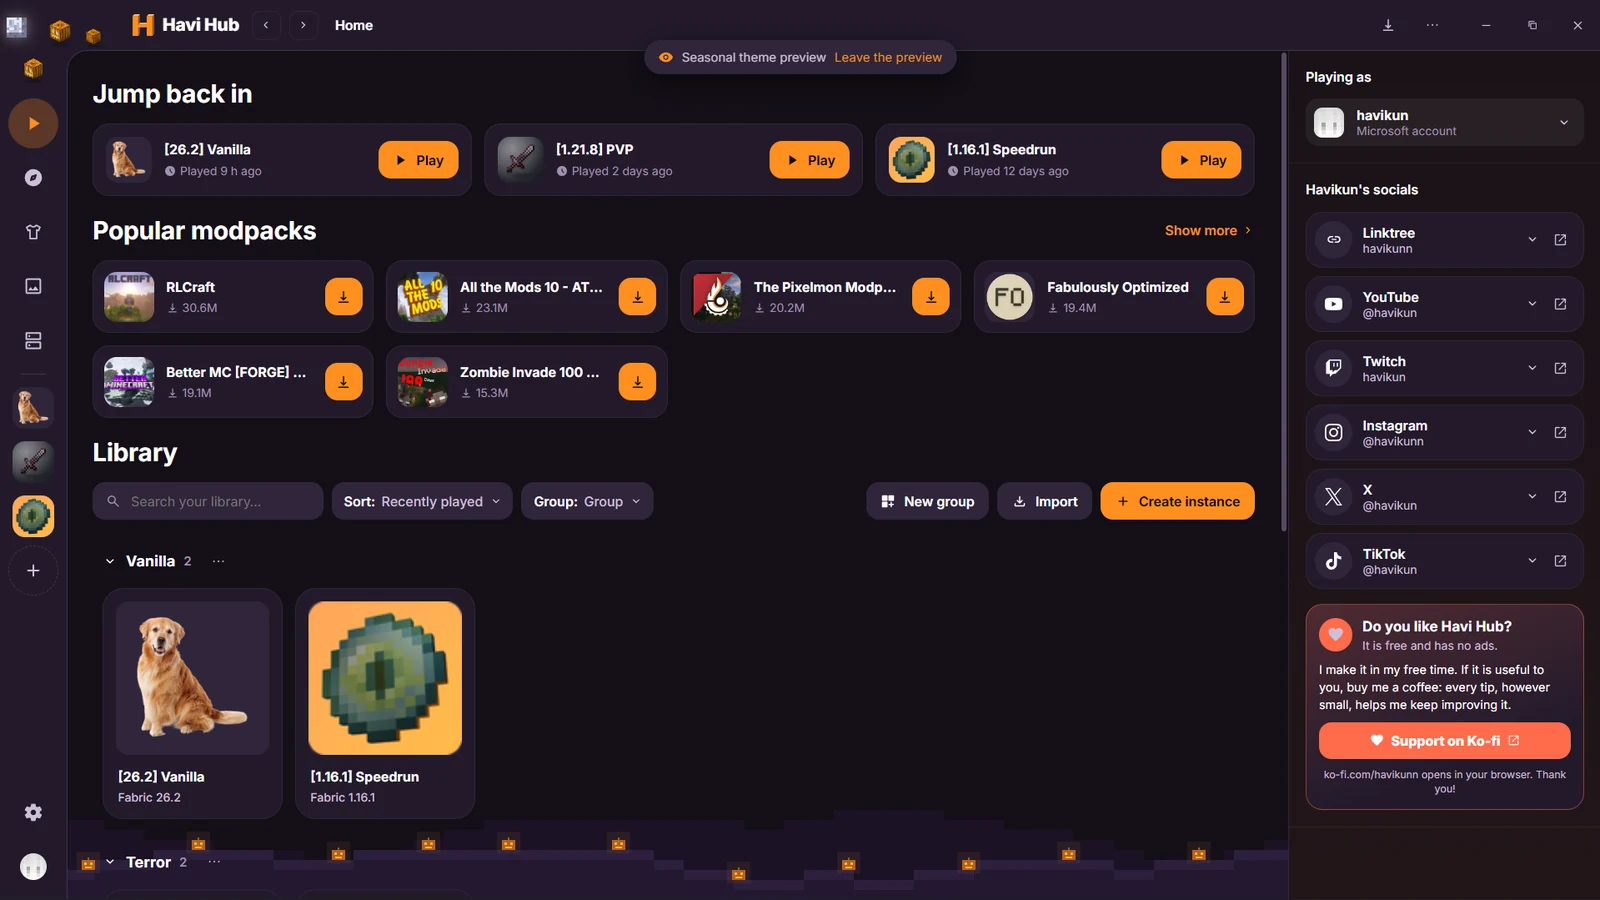 Havi Hub
Home
Seasonal theme preview Leave the preview
Jump back in
[26.2] Vanilla
Played 9 h ago
Play
[1.21.8] PVP
Played 2 days ago
Play
[1.16.1] Speedrun
Played 12 days ago
Play
Popular modpacks
Show more
RLCRAFT
RLCraft
30.6M
ALL THE MODS 10
All the Mods 10 - AT...
23.1M
The Pixelmon Modp...
20.2M
FO
Fabulously Optimized
19.4M
BETTER MINECRAFT
Better MC [FORGE] ...
19.1M
Zombie Invade 100 ...
15.3M
Library
Search your library...
Sort: Recently played
Group: Group
New group
Import
Create instance
Vanilla 2
[26.2] Vanilla
Fabric 26.2
[1.16.1] Speedrun
Fabric 1.16.1
Terror 2
Playing as
havikun
Microsoft account
Havikun's socials
Linktree
havikunn
YouTube
@havikun
Twitch
havikun
Instagram
@havikunn
X
@havikun
TikTok
@havikun
Do you like Havi Hub?
It is free and has no ads.
I make it in my free time. If it is useful to
you, buy me a coffee: every tip, however
small, helps me keep improving it.
Support on Ko-fi
ko-fi.com/havikunn opens in your browser. Thank
you!